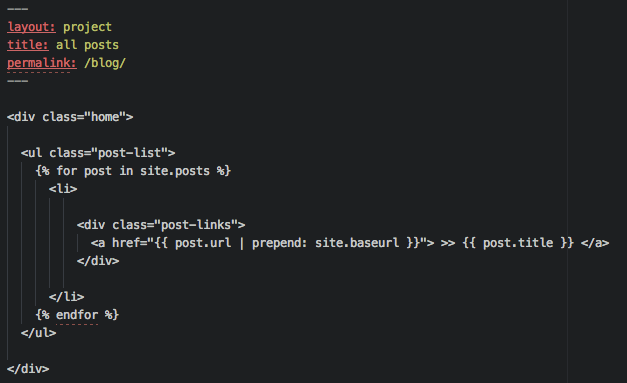 ---
layout: project
title: all posts
permalink: /blog/
---
<div class="home">
<ul class="post-list">
{% for post in site.posts %}
<li>
<div class="post-links">
<a href="{{ post.url | prepend: site.baseurl }}"> >> {{ post.title }} </a>
</div>
</li>
{% endfor %}
</ul>
</div>